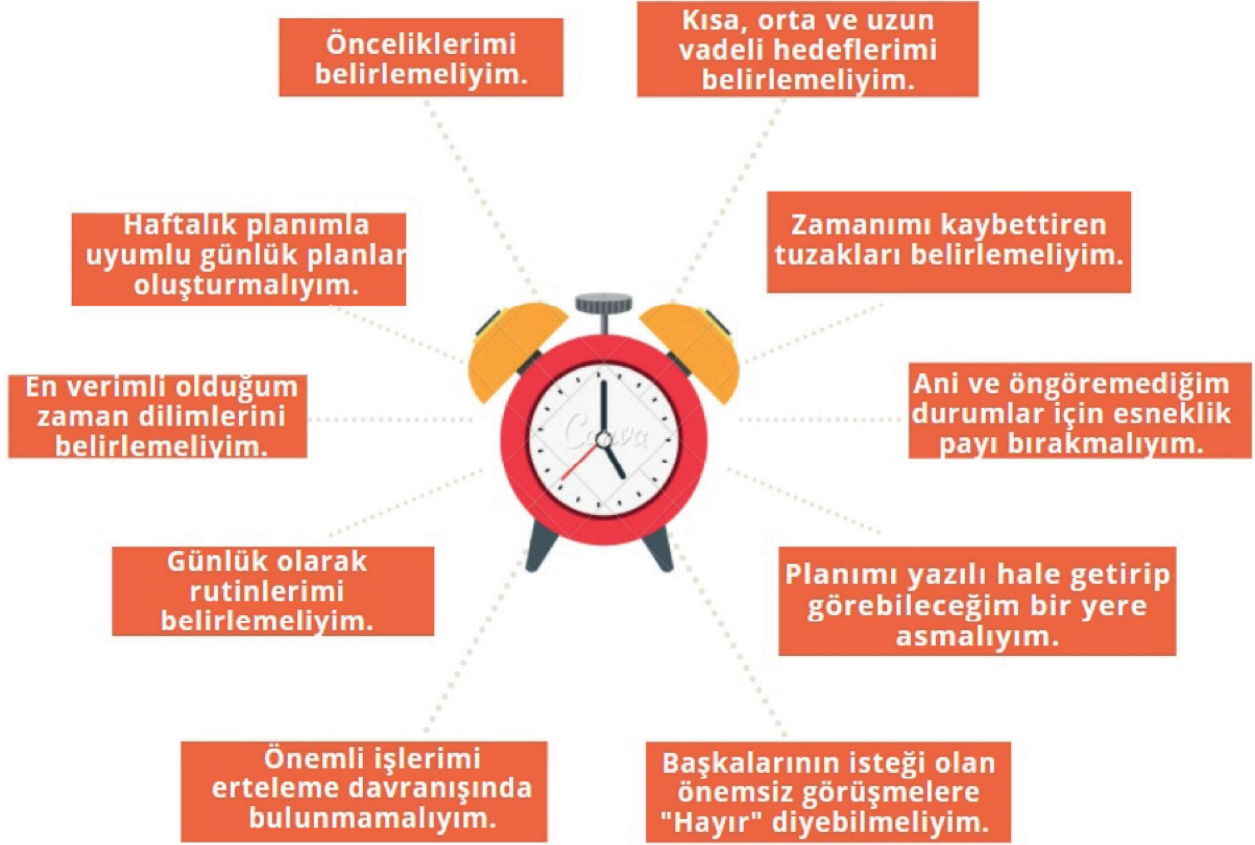 Önceliklerimi
belirlemeliyim.
Kısa, orta ve uzun
vadeli hedeflerimi
belirlemeliyim.
Haftalık planımla
uyumlu günlük planlar
oluşturmalıyım.
Zamanımı kaybettiren
tuzakları belirlemeliyim.
En verimli olduğum
zaman dilimlerini
belirlemeliyim.
Ani ve öngöremediğim
durumlar için esneklik
payı bırakmalıyım.
Canva
Günlük olarak
rutinlerimi
belirlemeliyim.
Planımı yazılı hale getirip
görebileceğim bir yere
asmalıyım.
Önemli işlerimi
erteleme davranışında
bulunmamalıyım.
Başkalarının isteği olan
önemsiz görüşmelere
"Hayır" diyebilmeliyim.